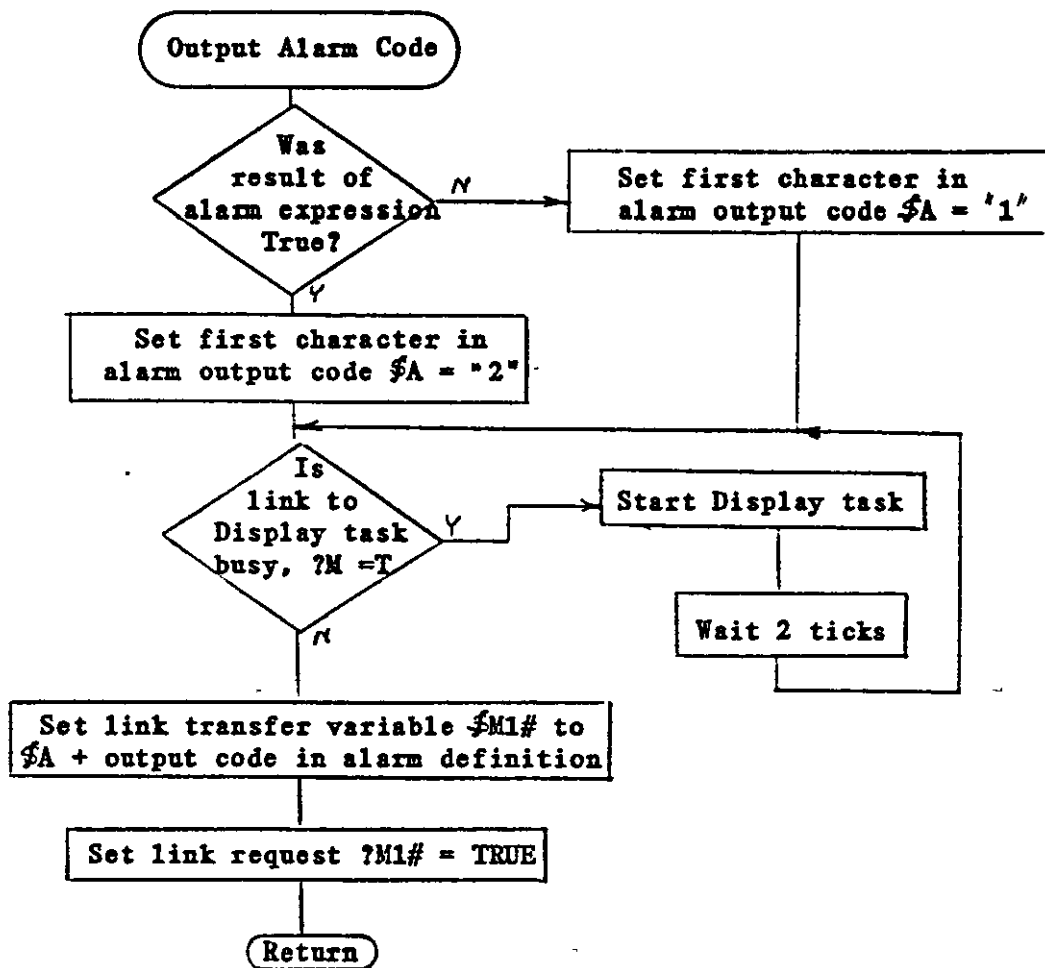 Output Alarm Code
Was
result of
alarm expression
True?
N
Set first character in
alarm output code $A = "1"
Y
Set first character in
alarm output code $A = "2"
Is
link to
Display task
busy, ?M =T
Y
Start Display task
Wait 2 ticks
N
Set link transfer variable $M1# to
$A + output code in alarm definition
Set link request ?M1# = TRUE
Return